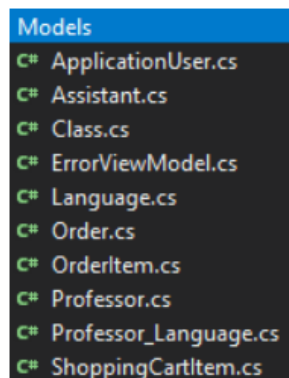 Models
C# ApplicationUser.cs
C# Assistant.cs
C# Class.cs
C# ErrorViewModel.cs
C# Language.cs
C# Order.cs
C# OrderItem.cs
C# Professor.cs
C# Professor_Language.cs
C# ShoppingCartItem.cs